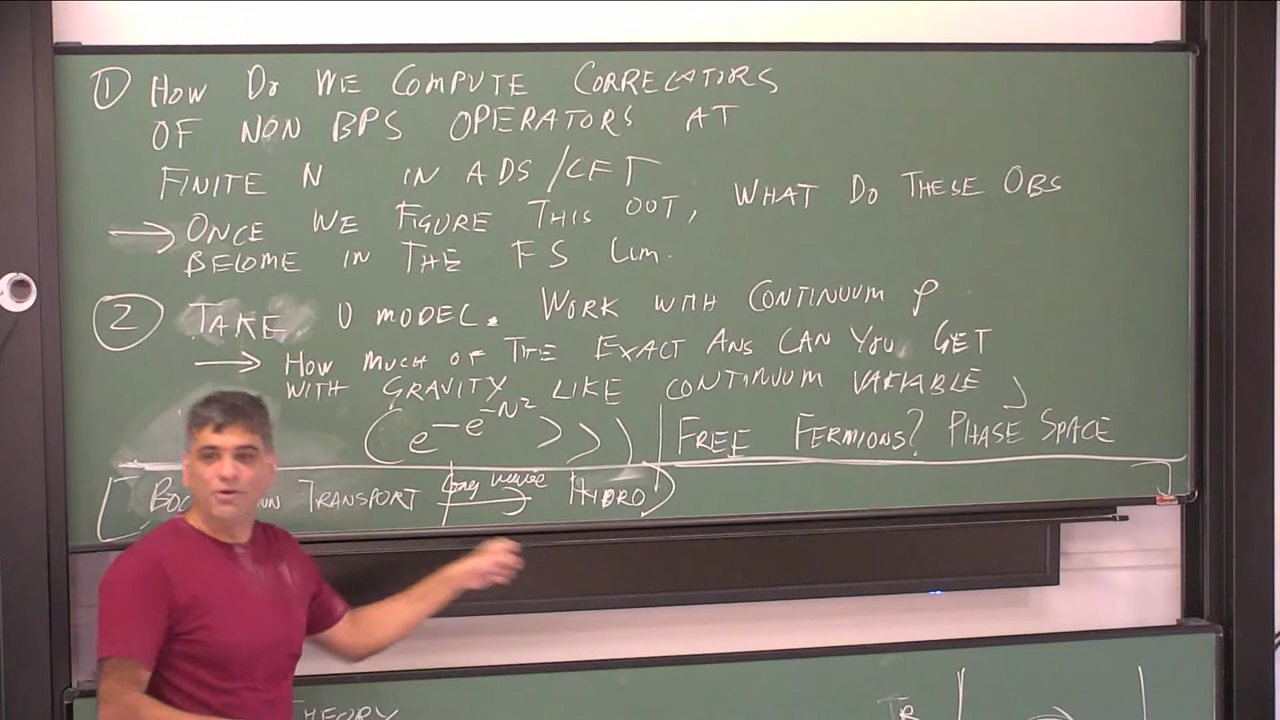 ① HOW DO WE COMPUTE CORRELATORS
OF NON BPS OPERATORS AT
FINITE N IN ADS/CFT
→ ONCE WE FIGURE THIS OUT, WHAT DO THESE OBS
BECOME IN THE FS LIM.
② TAKE U MODEL. WORK WITH CONTINUUM ρ
→ HOW MUCH OF THE EXACT ANS CAN YOU GET
WITH GRAVITY LIKE CONTINUUM VARIABLE
(e^{-e^{-N^2}} >>) | FREE FERMIONS? PHASE SPACE
TRANSPORT → HYDRO
THEORY
TR